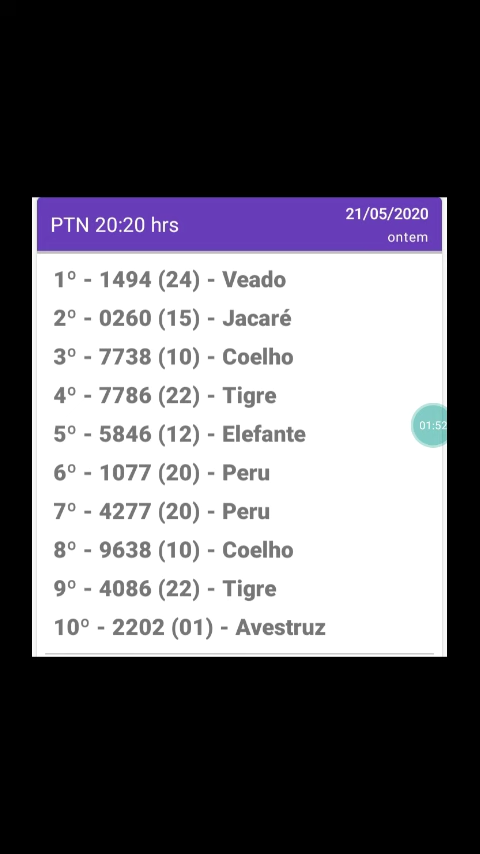 PTN 20:20 hrs
21/05/2020
ontem
1º - 1494 (24) - Veado
2º - 0260 (15) - Jacaré
3º - 7738 (10) - Coelho
4º - 7786 (22) - Tigre
01:52
5º - 5846 (12) - Elefante
6º - 1077 (20) - Peru
7º - 4277 (20) - Peru
8º - 9638 (10) - Coelho
9º - 4086 (22) - Tigre
10º - 2202 (01) - Avestruz